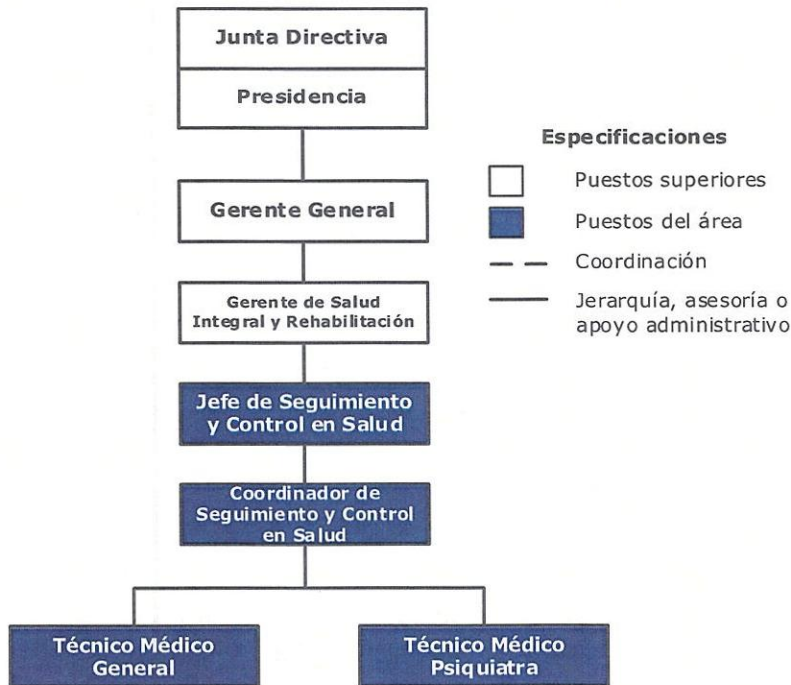 Junta Directiva
Presidencia
Gerente General
Gerente de Salud
Integral y Rehabilitación
Jefe de Seguimiento
y Control en Salud
Coordinador de
Seguimiento y Control
en Salud
Técnico Médico
General
Técnico Médico
Psiquiatra
Especificaciones
Puestos superiores
Puestos del área
Coordinación
Jerarquía, asesoría o
apoyo administrativo